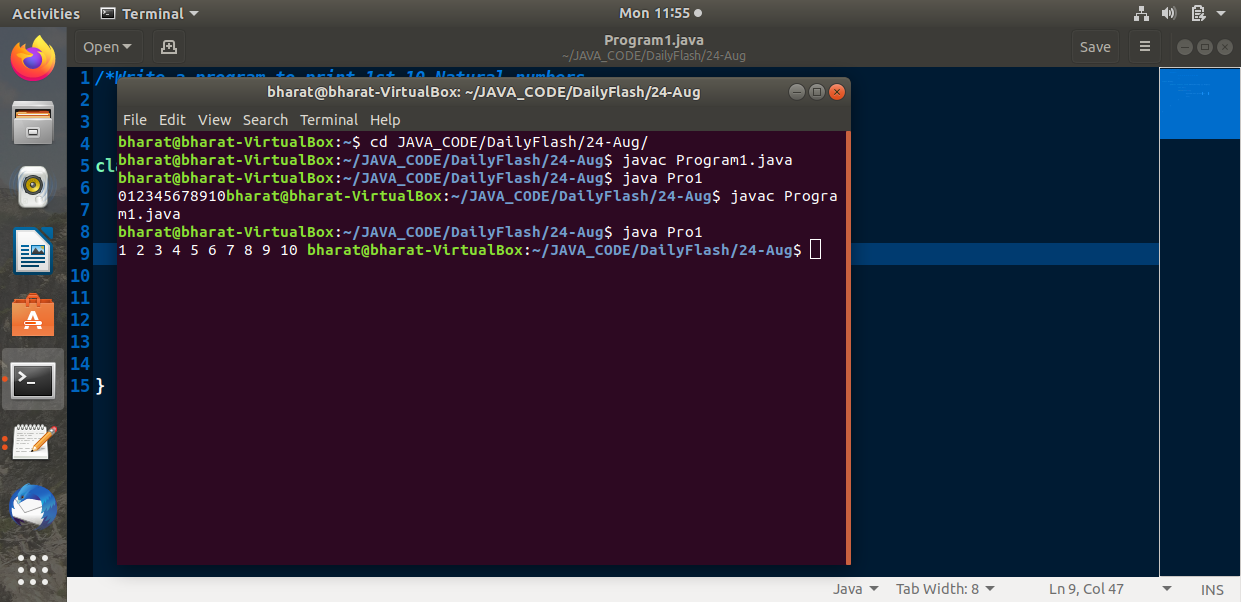 Activities Terminal Mon 11:55
Open Program1.java Save
~/JAVA_CODE/DailyFlash/24-Aug
1 /*Write a program to print 1st 10 Natural numbers
2
bharat@bharat-VirtualBox: ~/JAVA_CODE/DailyFlash/24-Aug
3
File Edit View Search Terminal Help
4
bharat@bharat-VirtualBox:~$ cd JAVA_CODE/DailyFlash/24-Aug/
bharat@bharat-VirtualBox:~/JAVA_CODE/DailyFlash/24-Aug$ javac Program1.java
5
bharat@bharat-VirtualBox:~/JAVA_CODE/DailyFlash/24-Aug$ java Pro1
6
012345678910bharat@bharat-VirtualBox:~/JAVA_CODE/DailyFlash/24-Aug$ javac Progra
7
m1.java
8
bharat@bharat-VirtualBox:~/JAVA_CODE/DailyFlash/24-Aug$ java Pro1
9
1 2 3 4 5 6 7 8 9 10 bharat@bharat-VirtualBox:~/JAVA_CODE/DailyFlash/24-Aug$
10
11
12
13
14
15 }
Java Tab Width: 8 Ln 9, Col 47 INS